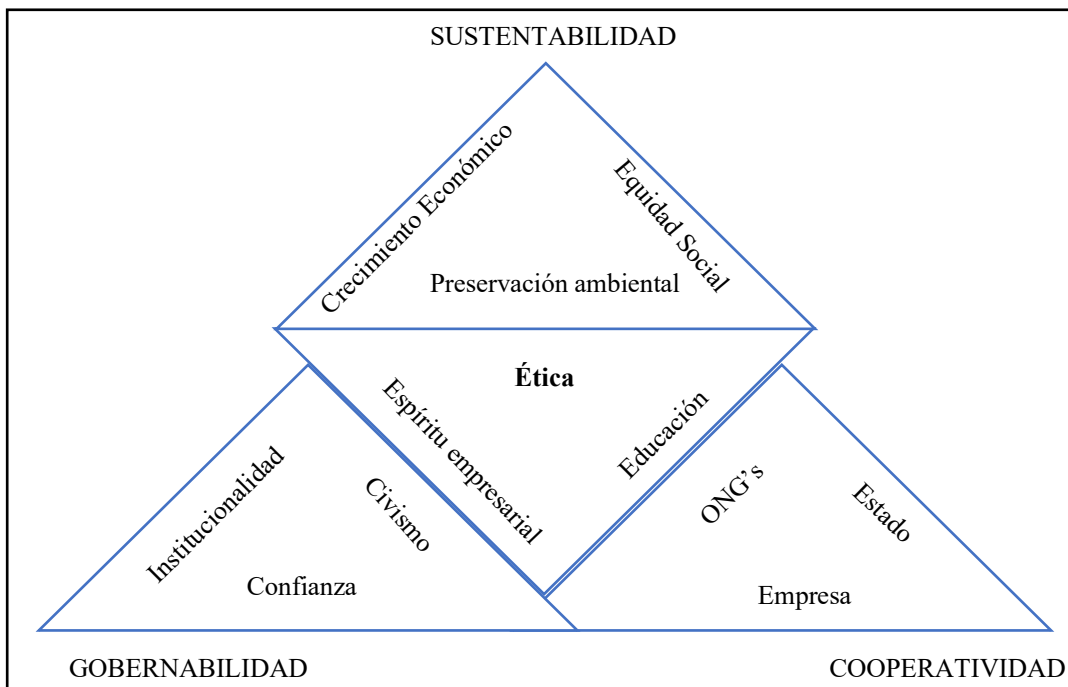 SUSTENTABILIDAD
Crecimiento Económico
Equidad Social
Preservación ambiental
Ética
Espíritu empresarial
Educación
Institucionalidad
Civismo
Confianza
ONG’s
Estado
Empresa
GOBERNABILIDAD
COOPERATIVIDAD